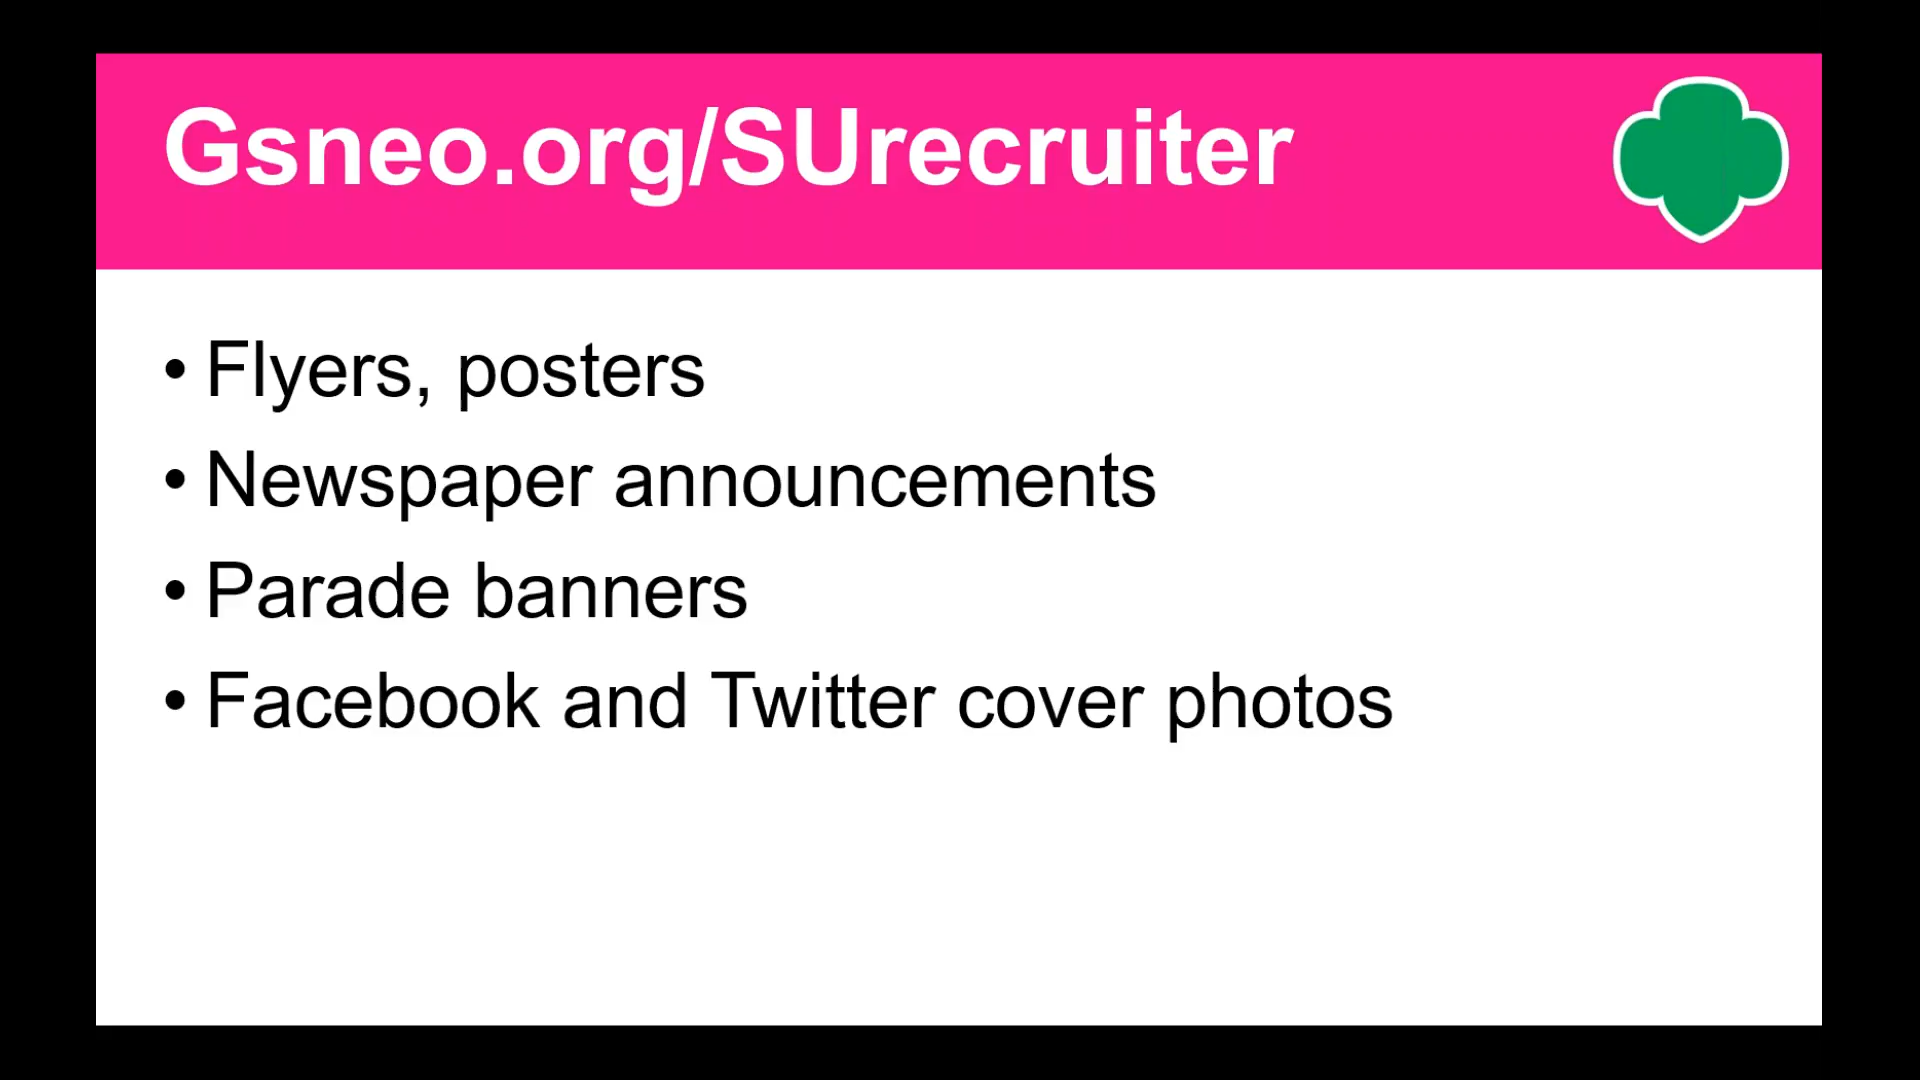 Gsneo.org/SUrecruiter
• Flyers, posters
• Newspaper announcements
• Parade banners
• Facebook and Twitter cover photos